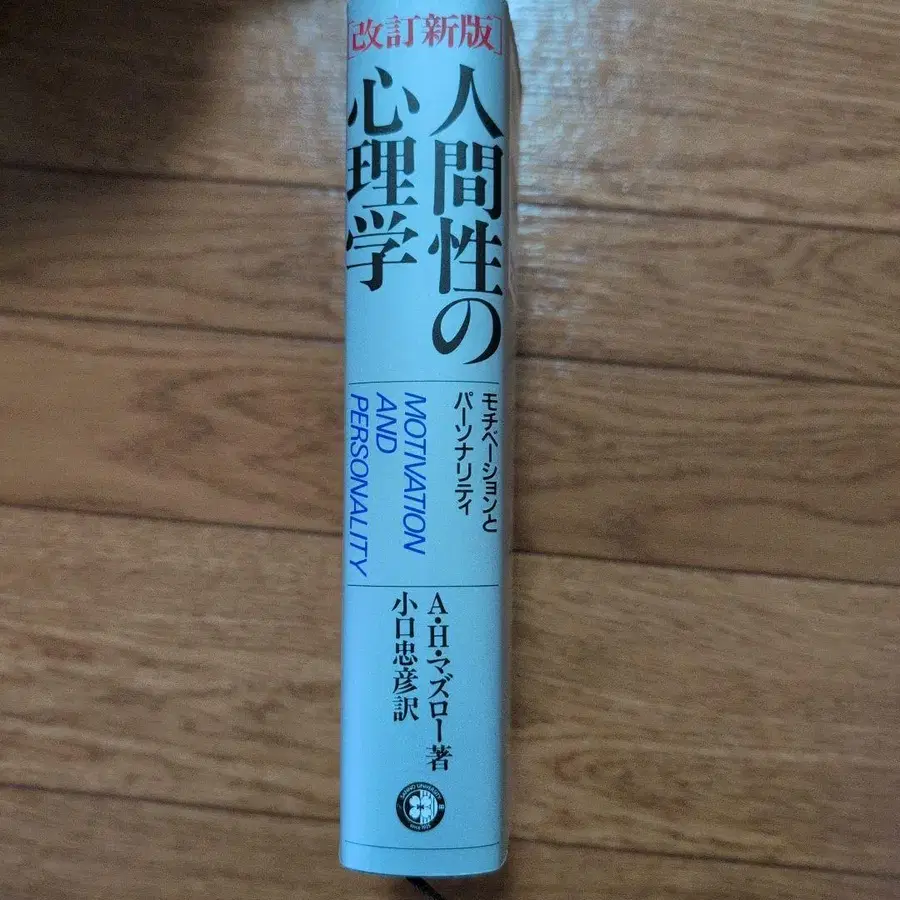 [改訂新版]
人間性の
心理学
モチベーションと
パーソナリティ
MOTIVATION
AND
PERSONALITY
A・H・マズロー著
小口忠彦訳
SANNO UNIVERSITY